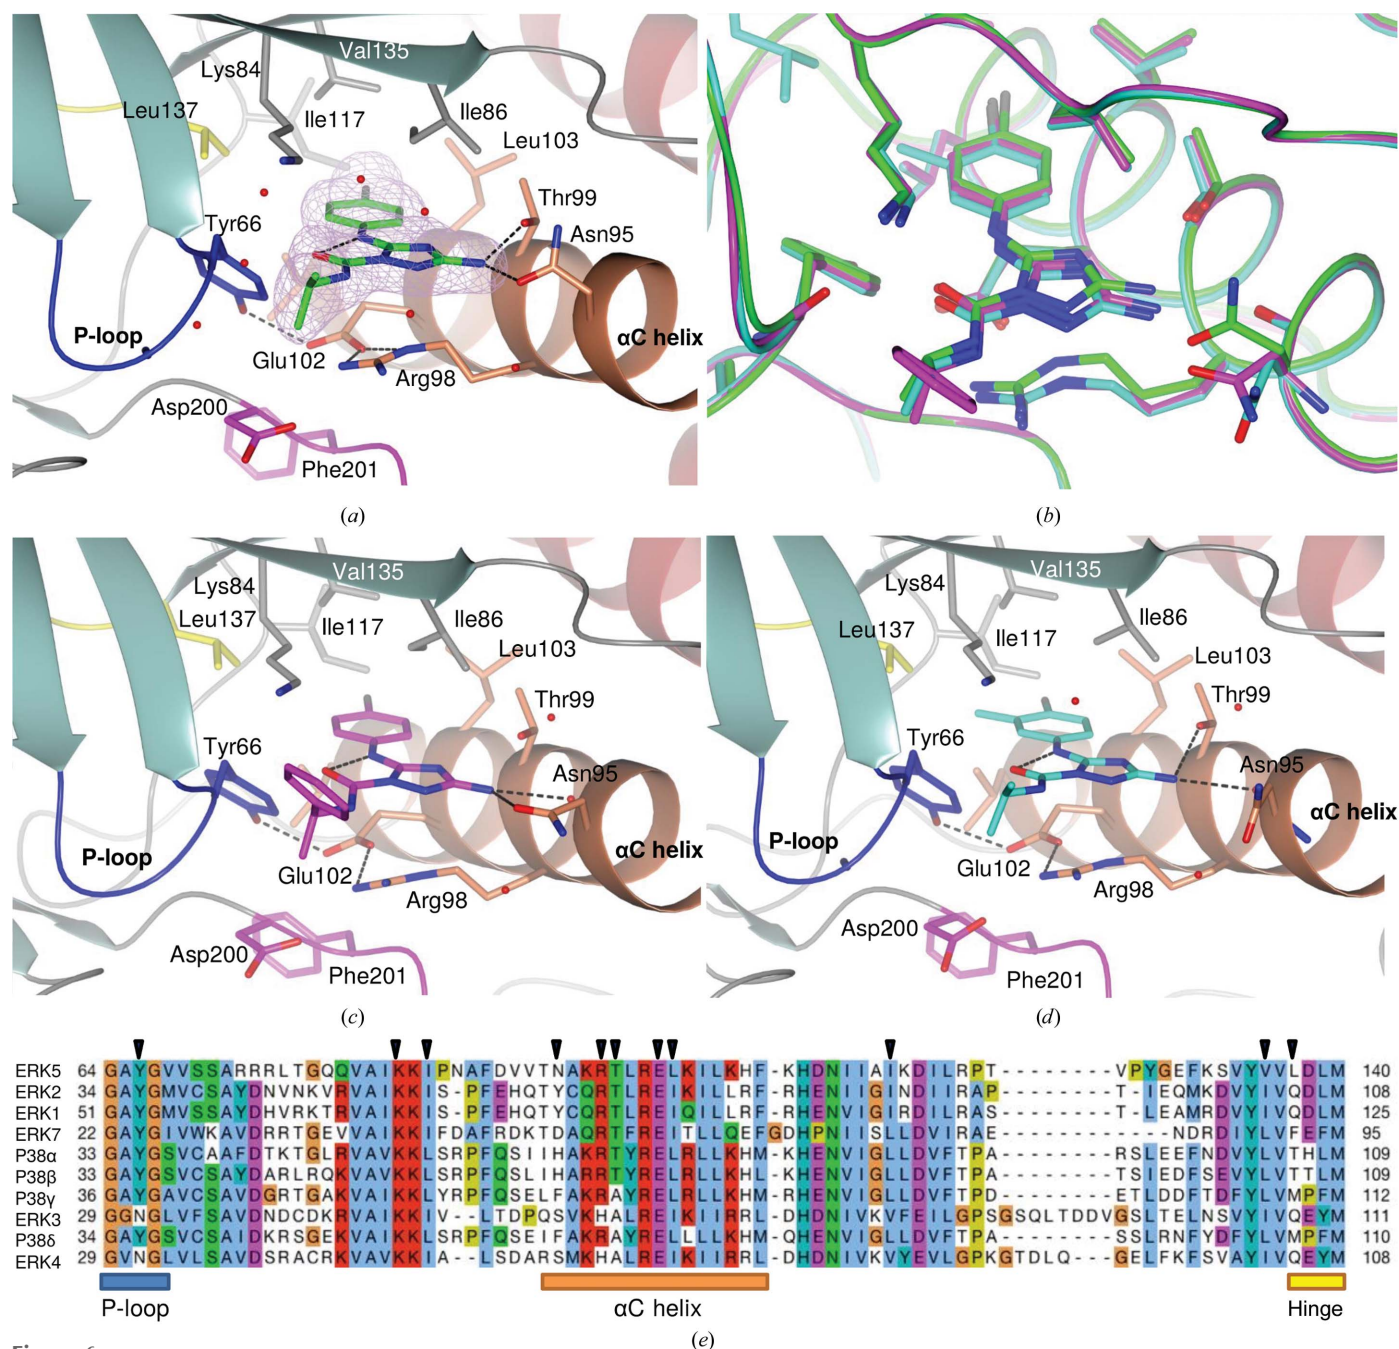 Val135
Lys84
Leu137
Ile117
Ile86
Leu103
Thr99
Tyr66
Asn95
P-loop
αC helix
Glu102
Arg98
Asp200
Phe201
(a)
(b)
Val135
Lys84
Leu137
Ile117
Ile86
Leu103
Thr99
Tyr66
Asn95
P-loop
αC helix
Glu102
Arg98
Asp200
Phe201
(c)
Val135
Lys84
Leu137
Ile117
Ile86
Leu103
Thr99
Tyr66
Asn95
P-loop
αC helix
Glu102
Arg98
Asp200
Phe201
(d)
ERK5 64 GAYGVVSSARRRLTGQQVAIKKIPNAFDVVTNAKRTLRELKILKHF-KHDNIIAIKDILRPT--------VPYGEFKSVYVVLDLM 140
ERK2 34 GAYGMVCSAYDNVNKVRVAIKKIS-PFEHQTYCQRTLREIKILLRF-RHENIIGINDIIRAP--------T-IEQMKDVYIVQDLM 108
ERK1 51 GAYGMVSSAYDHVRKTRVAIKKIS-PFEHQTYCQRTLREIQILLRF-RHENVIGIRDILRAS--------T-LEAMRDVYIVQDLM 125
ERK7 22 GAYGIVWKAVDRRTGEVVAIKKIFDAFRDKTDAQRTFREITLLQEFGDHPNIISLLDVIRAE------------NDRDIYLVFEFM 95
P38α 33 GAYGSVCAAFDTKTGLRVAVKKLSRPFQSIIHAKRTYRELRLLKHM-KHENVIGLLDVFTPA--------RSLEEFNDVYLVTHLM 109
P38β 33 GAYGSVCSAYDARLRQKVAVKKLSRPFQSLIHARRTYRELRLLKHL-KHENVIGLLDVFTPA--------TSIEDFSEVYLVTTLM 109
P38γ 36 GAYGAVCSAVDGRTGAKVAIKKLYRPFQSELFAKRAYRELRLLKHM-RHENVIGLLDVFTPD--------ETLDDFTDFYLVMPFM 112
ERK3 29 GGNGLVFSAVDNDCDKRVAIKKIV--LTDPQSVKHALREIKIIRRL-DHDNIVKVFEILGPSGSQLTDDVGSLTELNSVYIVQEYM 111
P38δ 34 GAYGSVCSAIDKRSGEKVAIKKLSRPFQSEIFAKRAYRELLLLKHM-QHENVIGLLDVFTPA--------SSLRNFYDFYLVMPFM 110
ERK4 29 GVNGLVLSAVDSRACRKVAVKKIA--LSDARSMKHALREIKIIRRL-DHDNIVKVYEVLGPKGTDLQ---GELFKFSVAYIVQEYM 108
P-loop αC helix Hinge
(e)